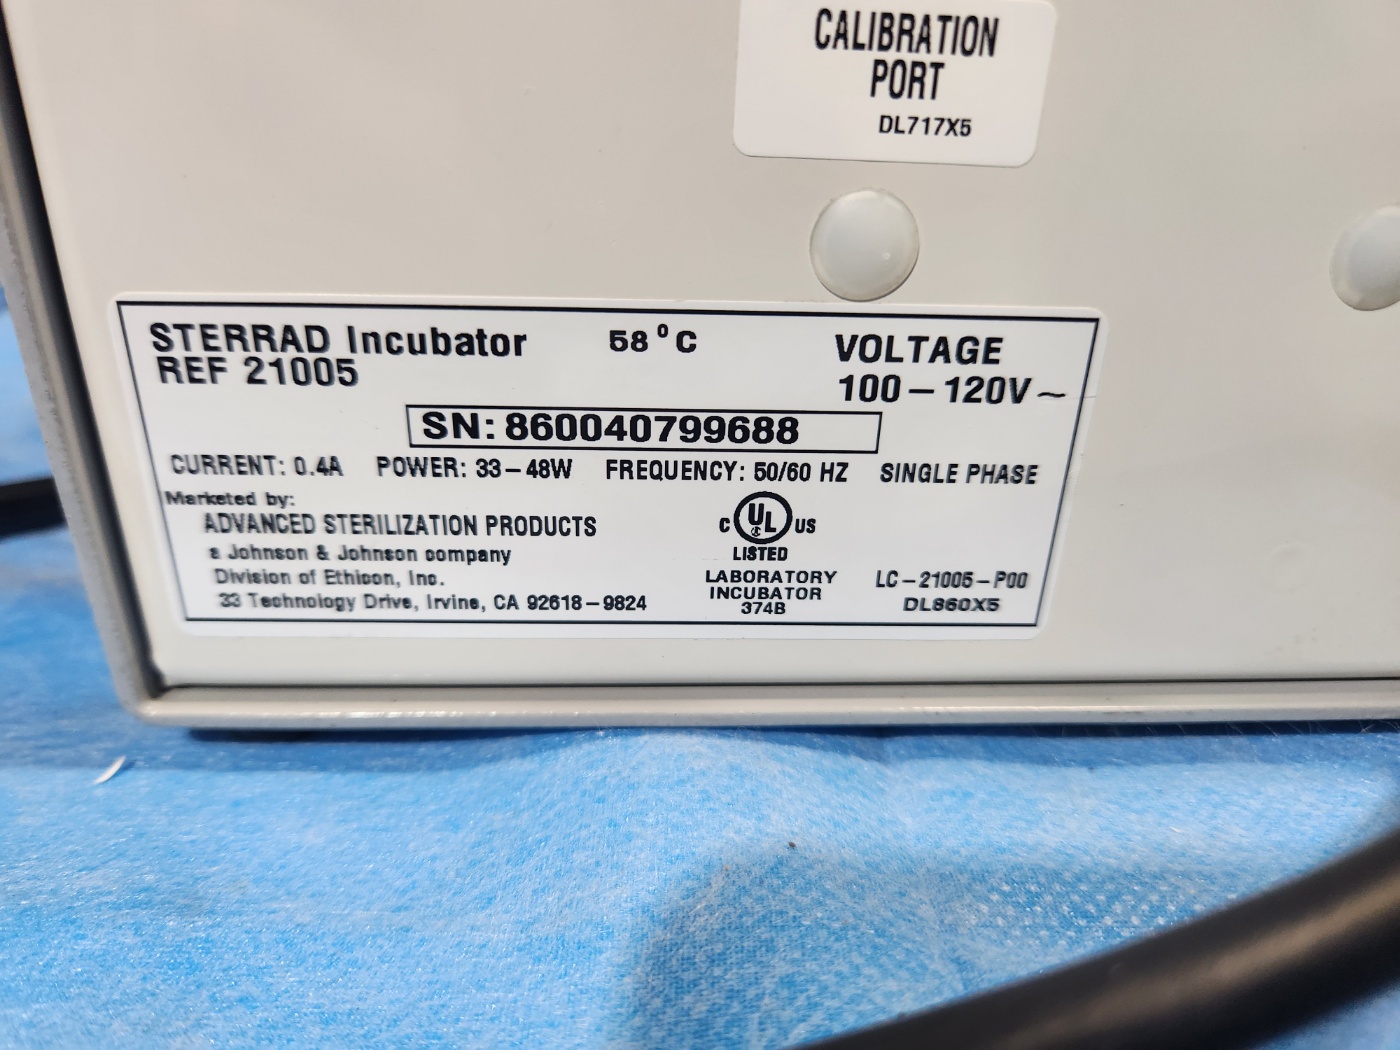 CALIBRATION
PORT
DL717X5
STERRAD Incubator 58°C VOLTAGE
REF 21005 100-120V~
SN: 860040799688
CURRENT: 0.4A POWER: 33-48W FREQUENCY: 50/60 HZ SINGLE PHASE
Marketed by:
ADVANCED STERILIZATION PRODUCTS
a Johnson & Johnson company
Division of Ethicon, Inc.
33 Technology Drive, Irvine, CA 92618-9824
C UL US
LISTED
LABORATORY
INCUBATOR
374B
LC-21005-P00
DL860X5